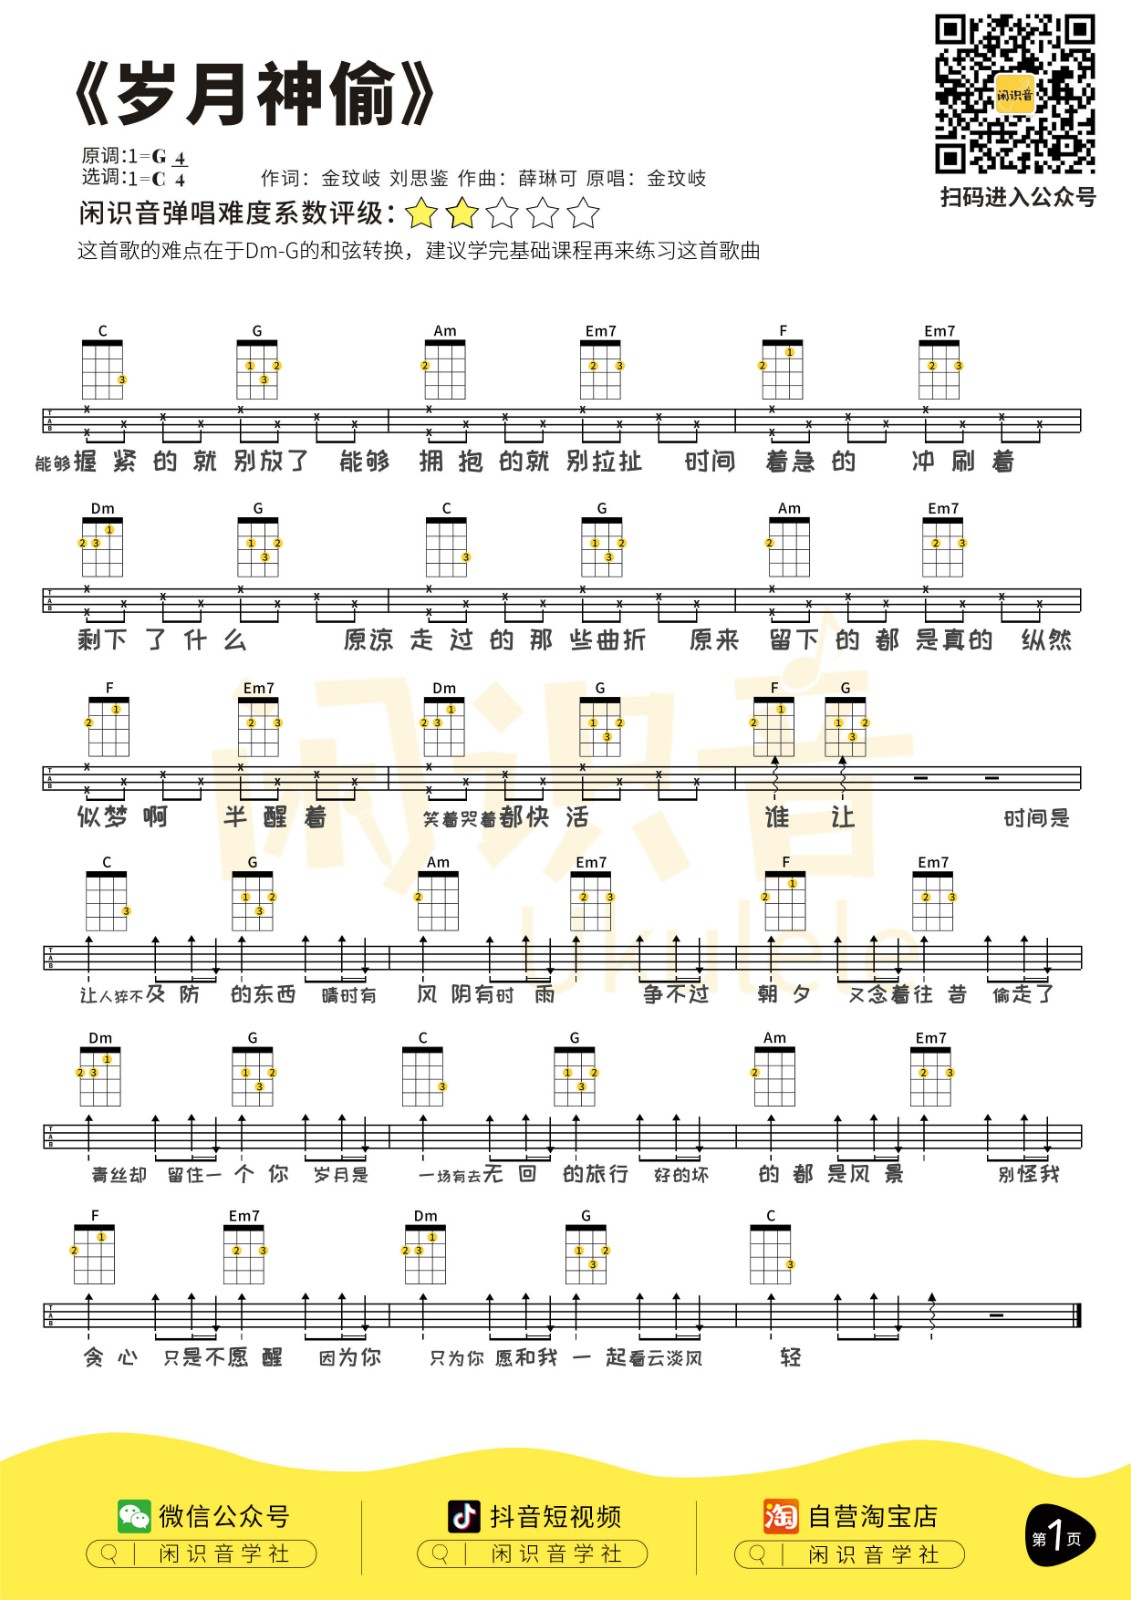 《岁月神偷》
闲识音
扫码进入公众号
原调:1=G 4/4
选调:1=C
作词：金玟岐 刘思鉴 作曲：薛琳可 原唱：金玟岐
闲识音弹唱难度系数评级：
这首歌的难点在于Dm-G的和弦转换，建议学完基础课程再来练习这首歌曲
C G Am Em7 F Em7
能够握紧的就别放了 能够 拥抱的就别拉扯 时间 着急的 冲刷着
Dm G C G Am Em7
剩下了什么 原谅走过的那些曲折 原来 留下的都是真的 纵然
F Em7 Dm G F G
似梦啊 半醒着 笑着哭着都快活 谁 让 时间是
C G Am Em7 F Em7
让人猝不及防 的东西 晴时有 风阴有时雨 争不过 朝夕 又念着往昔 偷走了
Dm G C G Am Em7
青丝却 留住一个你 岁月是 一场有去无回的旅行 好的坏 的都是风景 别怪我
F Em7 Dm G C
贪心 只是不愿醒 因为你 只为你愿和我一起看云淡风 轻
闲识音
Ukulele
微信公众号 抖音短视频 淘 自营淘宝店
闲识音学社 闲识音学社 闲识音学社
第1页